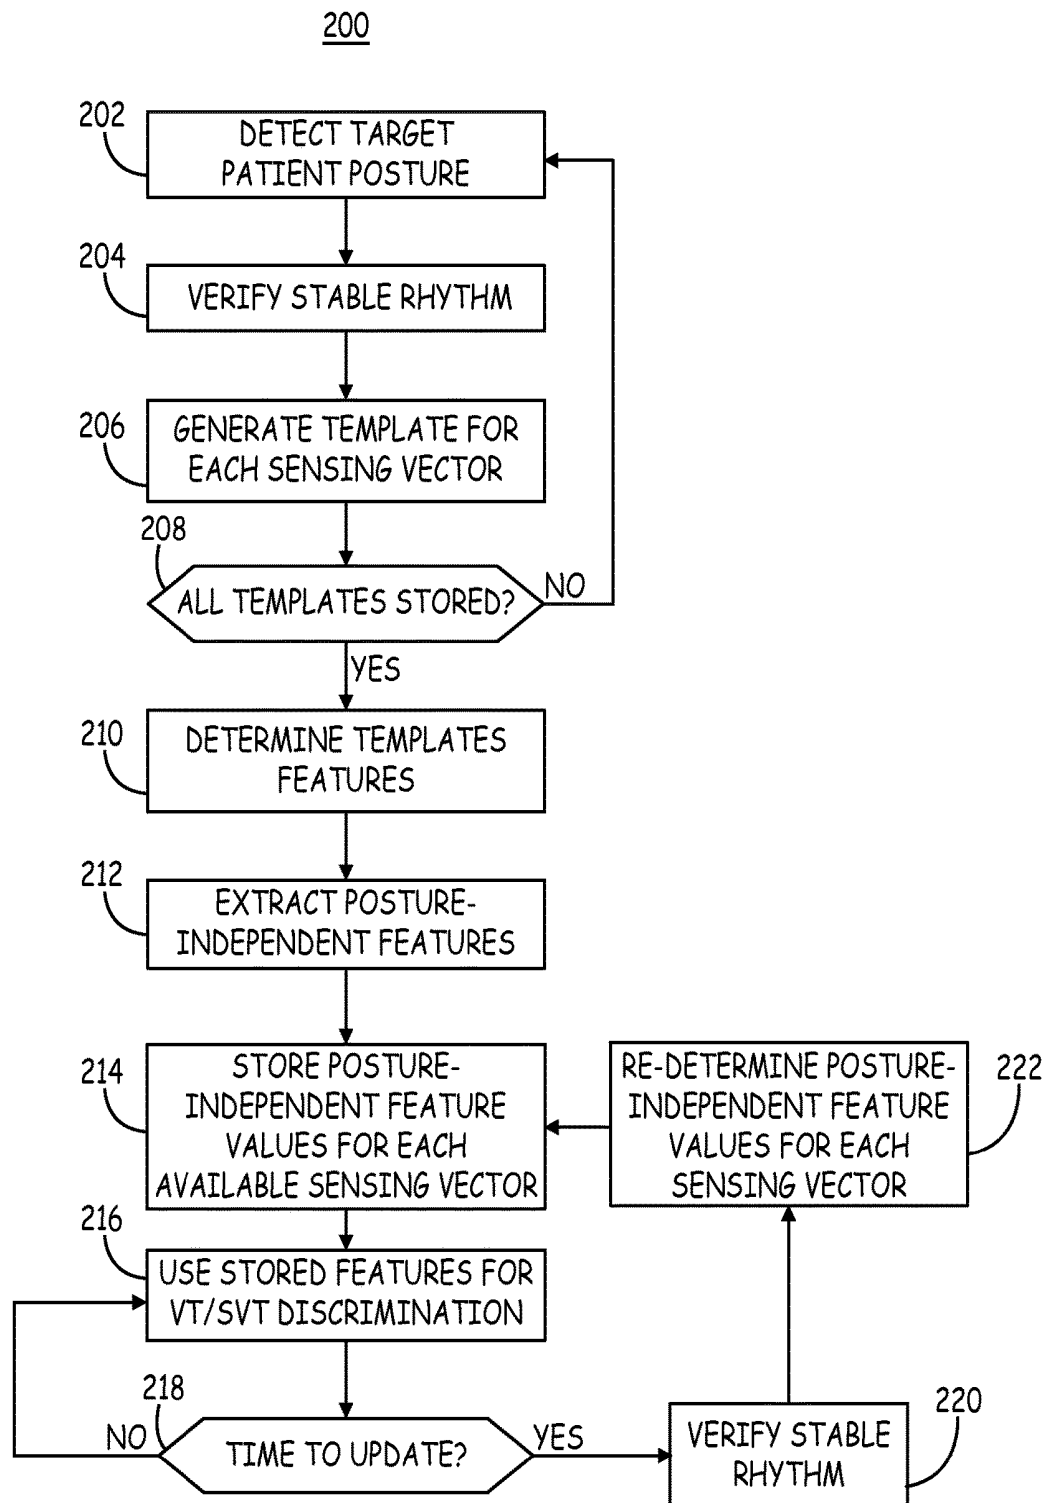 200
202
DETECT TARGET
PATIENT POSTURE
204
VERIFY STABLE RHYTHM
206
GENERATE TEMPLATE FOR
EACH SENSING VECTOR
208
ALL TEMPLATES STORED?
NO
YES
210
DETERMINE TEMPLATES
FEATURES
212
EXTRACT POSTURE-
INDEPENDENT FEATURES
214
STORE POSTURE-
INDEPENDENT FEATURE
VALUES FOR EACH
AVAILABLE SENSING VECTOR
RE-DETERMINE POSTURE-
INDEPENDENT FEATURE
VALUES FOR EACH
SENSING VECTOR
222
216
USE STORED FEATURES FOR
VT/SVT DISCRIMINATION
218
NO
TIME TO UPDATE?
YES
VERIFY STABLE
RHYTHM
220